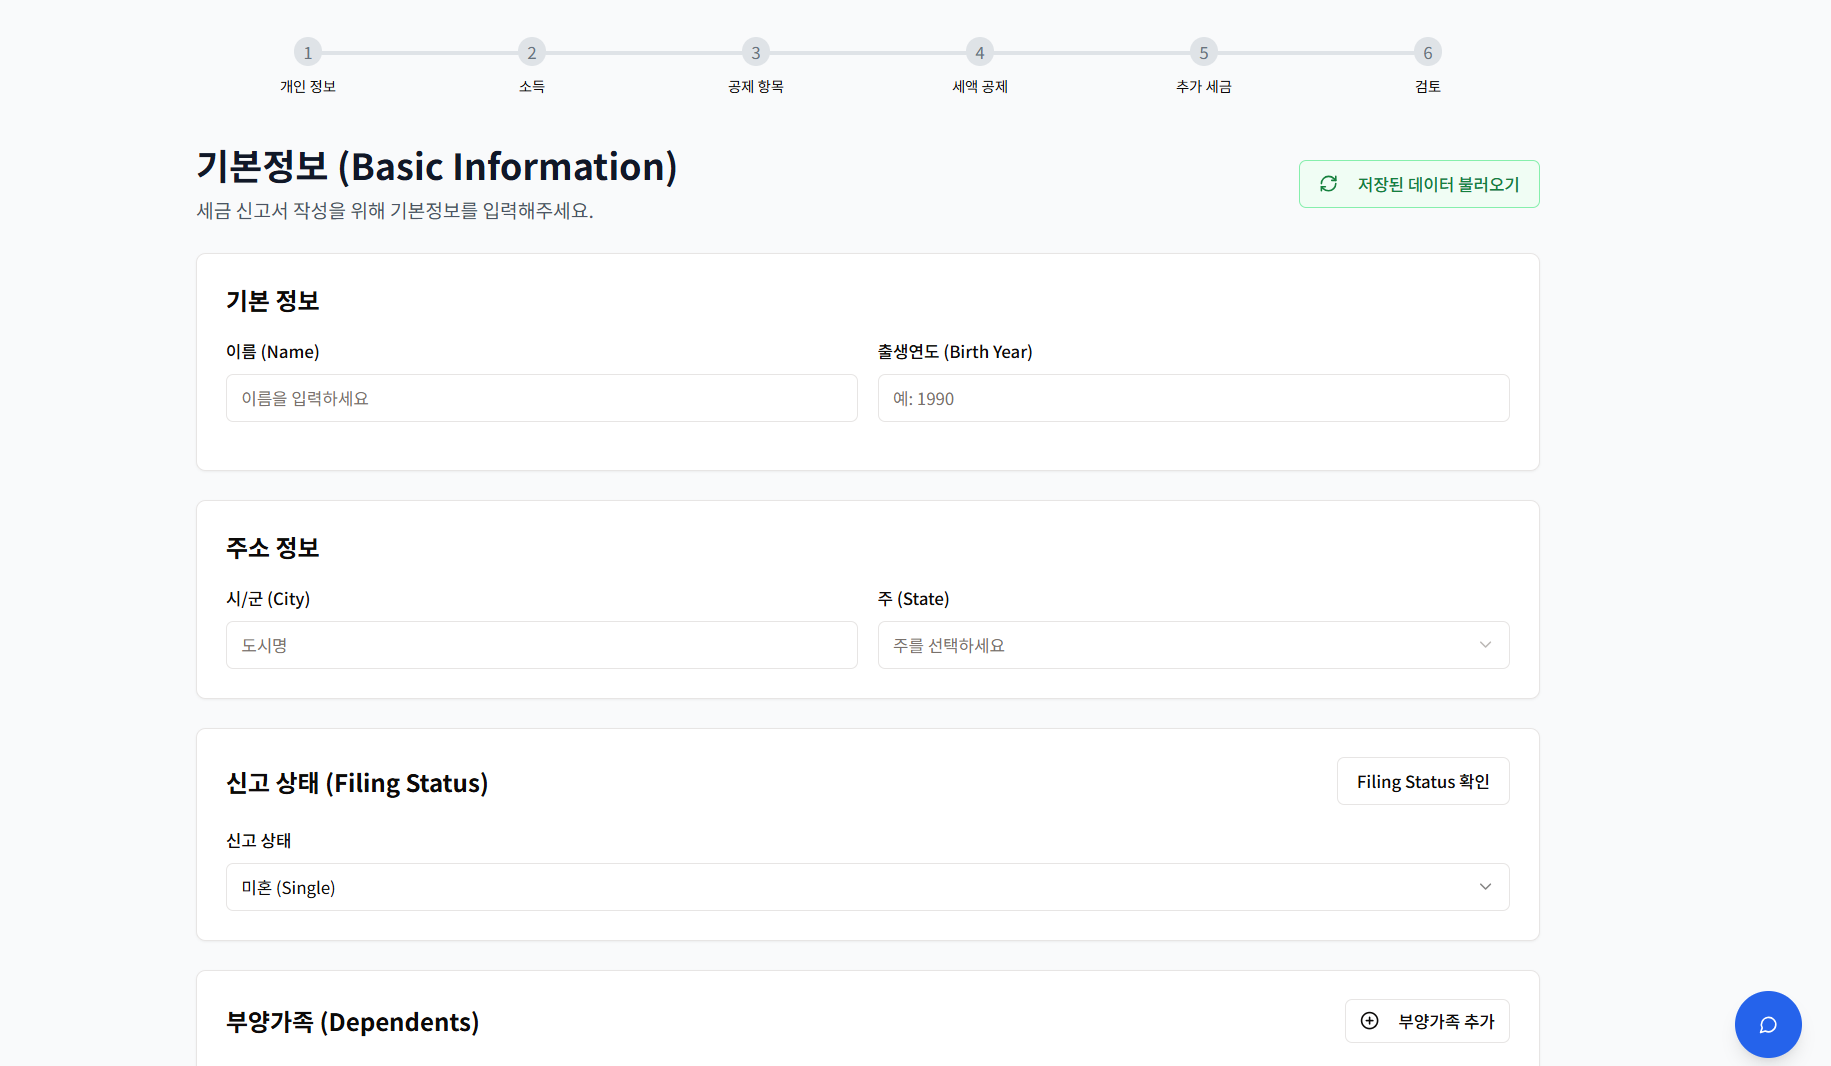 1
2
3
4
5
6
개인 정보
소득
공제 항목
세액 공제
추가 세금
검토
기본정보 (Basic Information)
저장된 데이터 불러오기
세금 신고서 작성을 위해 기본정보를 입력해주세요.
기본 정보
이름 (Name)
출생연도 (Birth Year)
이름을 입력하세요
예: 1990
주소 정보
시/군 (City)
주 (State)
도시명
주를 선택하세요
신고 상태 (Filing Status)
Filing Status 확인
신고 상태
미혼 (Single)
부양가족 (Dependents)
부양가족 추가